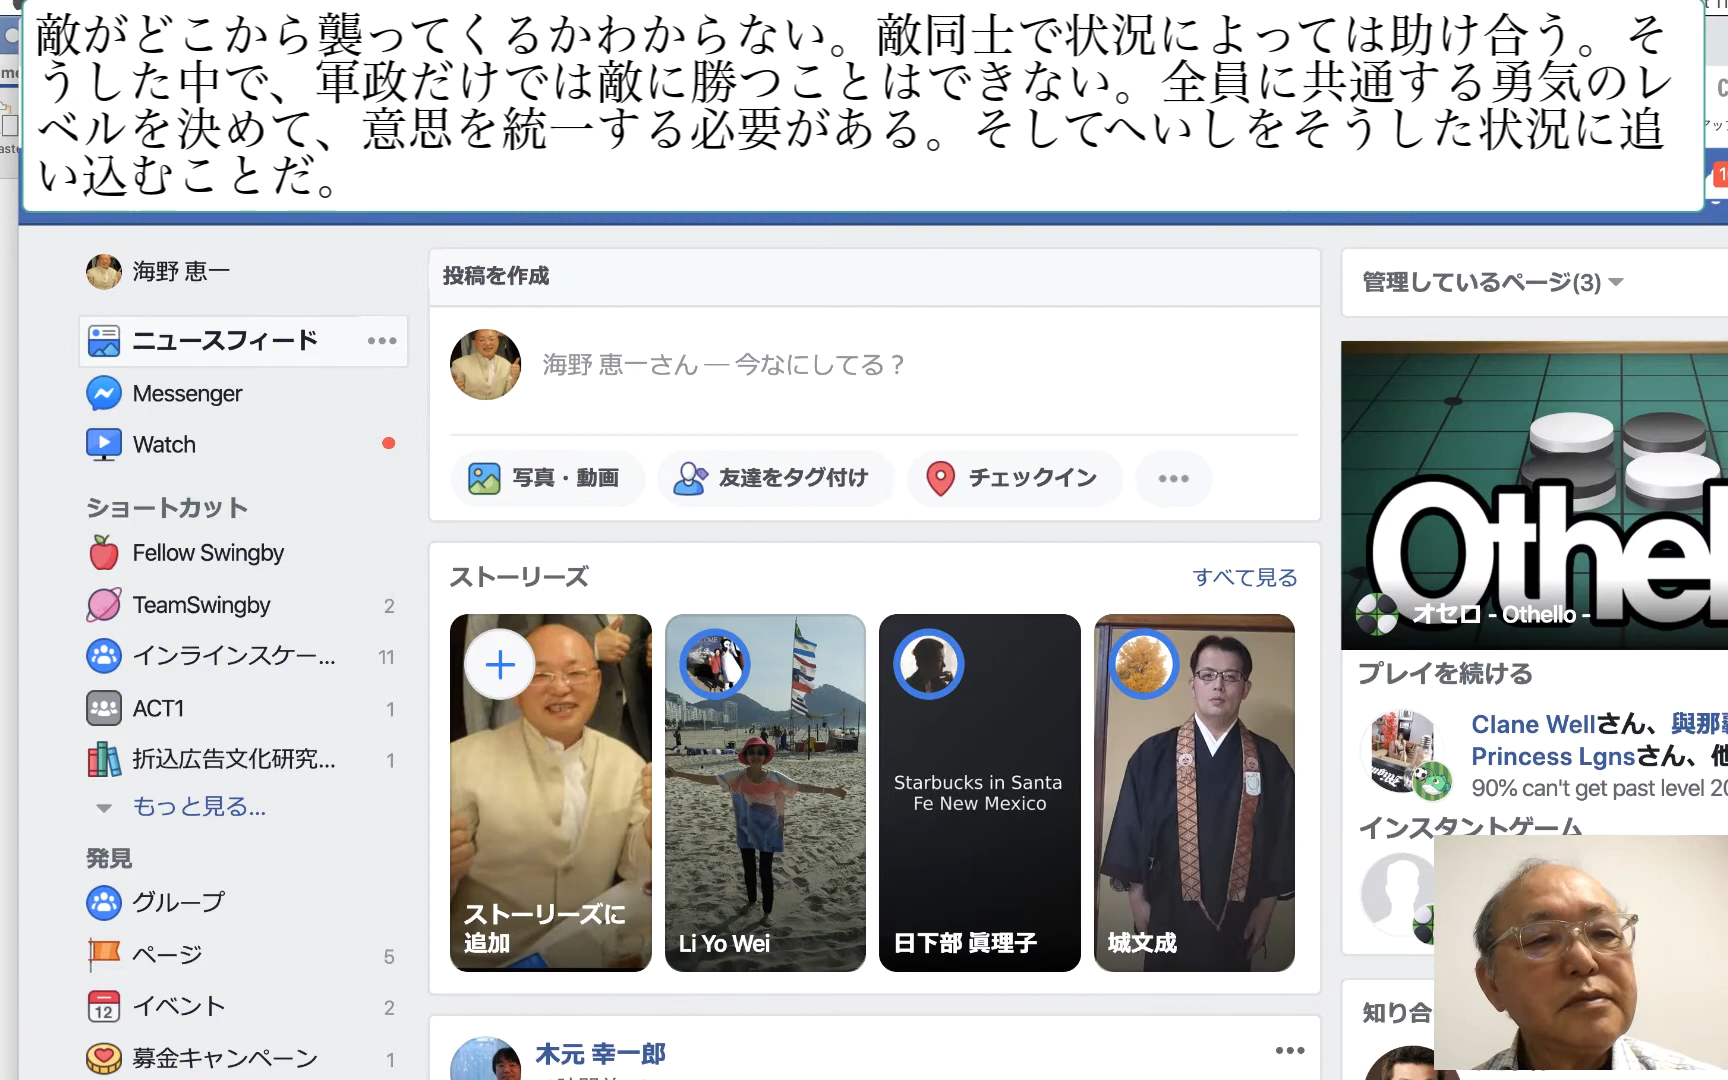 敵がどこから襲ってくるかわからない。敵同士で状況によっては助け合う。そ
うした中で、軍政だけでは敵に勝つことはできない。全員に共通する勇気のレ
ベルを決めて、意思を統一する必要がある。そしてへいしをそうした状況に追
い込むことだ。
海野 恵一
ニュースフィード
Messenger
Watch
ショートカット
Fellow Swingby
TeamSwingby 2
インラインスケー... 11
ACT1 1
折込広告文化研究... 1
もっと見る...
発見
グループ
ページ 5
イベント 2
12
募金キャンペーン 1
投稿を作成
海野 恵一さん — 今なにしてる？
写真・動画 友達をタグ付け チェックイン
ストーリーズ すべて見る
ストーリーズに
追加
Li Yo Wei
Starbucks in Santa
Fe New Mexico
日下部 眞理子
城文成
木元 幸一郎
管理しているページ(3)
Othel
オセロ - Othello -
プレイを続ける
Clane Wellさん、與那
Princess Lgnsさん、他
90% can't get past level 20
インスタントゲーム
知り合